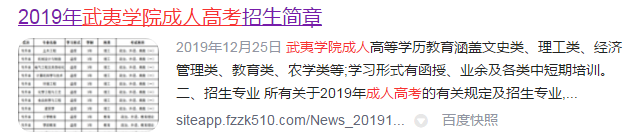 2019年武夷学院成人高考招生简章
2019年12月25日 武夷学院成人高等学历教育涵盖文史类、理工类、经济
管理类、教育类、农学类等;学习形式有函授、业余及各类中短期培训。
二、招生专业 所有关于2019年成人高考的有关规定及招生专业,...
siteapp.fzzk510.com/News_20191... 百度快照